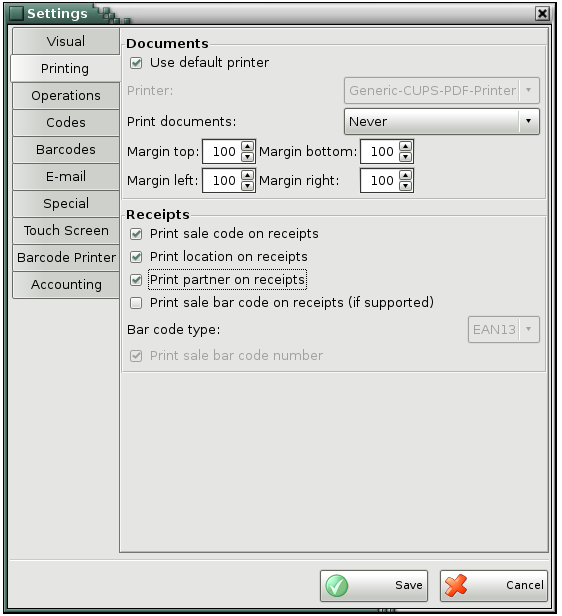 Settings
Visual
Printing
Operations
Codes
Barcodes
E-mail
Special
Touch Screen
Barcode Printer
Accounting
Documents
Use default printer
Printer: Generic-CUPS-PDF-Printer
Print documents: Never
Margin top: 100 Margin bottom: 100
Margin left: 100 Margin right: 100
Receipts
Print sale code on receipts
Print location on receipts
Print partner on receipts
Print sale bar code on receipts (if supported)
Bar code type: EAN13
Print sale bar code number
Save Cancel